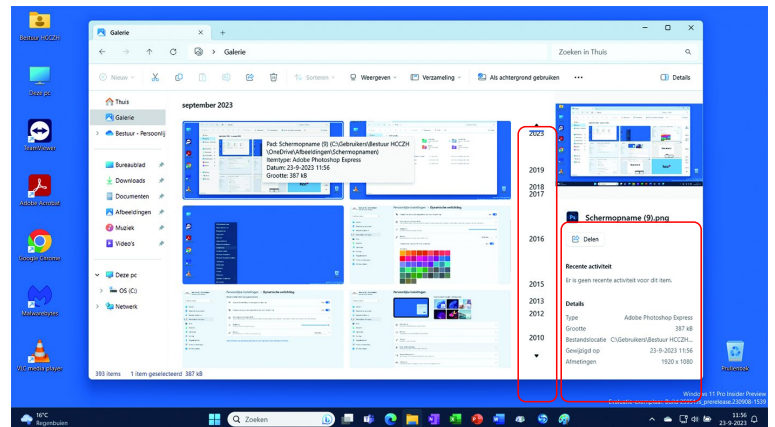 Bestuur HCCZH
Deze pc
TeamViewer
Adobe Acrobat
Google Chrome
Malwarebytes
VLC media player
Galerie
Galerie
Zoeken in Thuis
Nieuw
Sorteren
Weergeven
Verzameling
Als achtergrond gebruiken
Details
Thuis
Galerie
Bestuur - Persoonlij
Bureaublad
Downloads
Documenten
Afbeeldingen
Muziek
Video's
Deze pc
OS (C:)
Netwerk
september 2023
Pad: Schermopname (9) (C:\Gebruikers\Bestuur HCCZH
\OneDrive\Afbeeldingen\Schermopnamen)
Itemtype: Adobe Photoshop Express
Datum: 23-9-2023 11:56
Grootte: 387 kB
2023
2019
2018
2017
2016
2015
2013
2012
2010
Schermopname (9).png
Delen
Recente activiteit
Er is geen recente activiteit voor dit item.
Details
Type Adobe Photoshop Express
Grootte 387 kB
Bestandslocatie C:\Gebruikers\Bestuur HCCZH...
Gewijzigd op 23-9-2023 11:56
Afmetingen 1920 x 1080
393 items 1 item geselecteerd 387 kB
Prullenbak
Windows 11 Pro Insider Preview
16°C
Regenbuien
Zoeken
11:56
23-9-2023